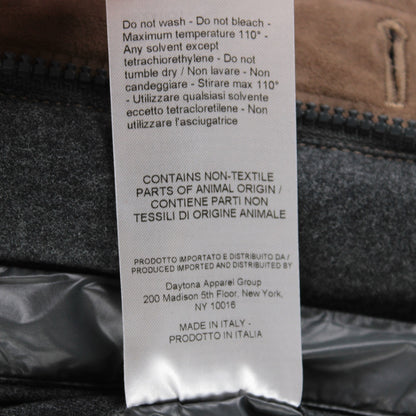 Do not wash - Do not bleach -
Maximum temperature 110° -
Any solvent except
tetrachlorethylene - Do not
tumble dry / Non lavare - Non
candeggiare - Stirare max 110°
- Utilizzare qualsiasi solvente
eccetto tetracloretilene - Non
utilizzare l'asciugatrice
CONTAINS NON-TEXTILE
PARTS OF ANIMAL ORIGIN /
CONTIENE PARTI NON
TESSILI DI ORIGINE ANIMALE
PRODOTTO IMPORTATO E DISTRIBUITO DA /
PRODUCED IMPORTED AND DISTRIBUITED BY
Daytona Apparel Group
200 Madison 5th Floor, New York,
NY 10016
MADE IN ITALY -
PRODOTTO IN ITALIA